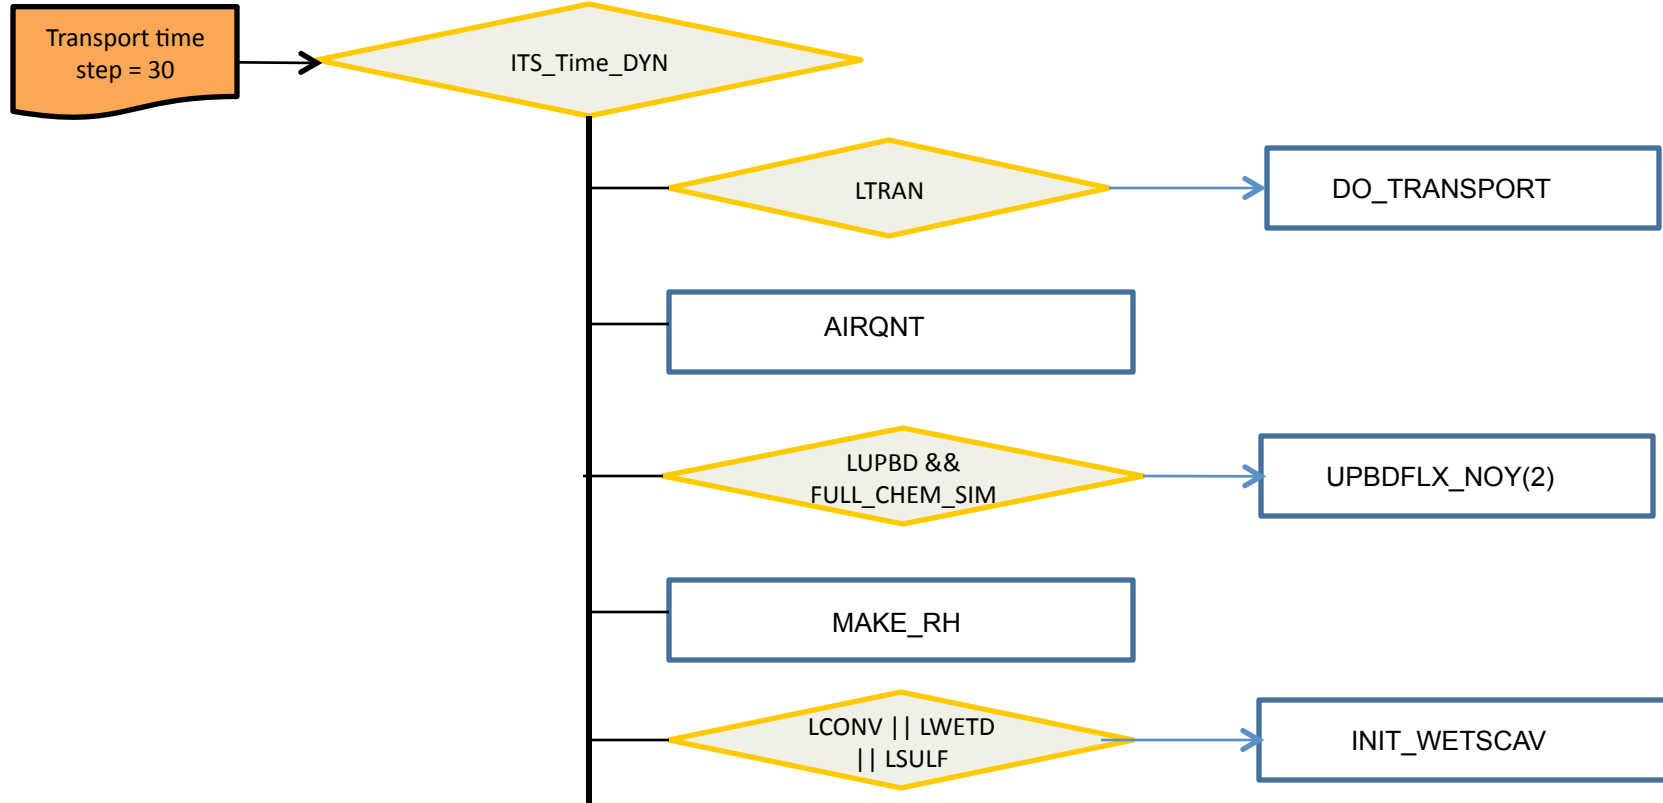 Transport time
step = 30
ITS_Time_DYN
LTRAN
DO_TRANSPORT
AIRQNT
LUPBD &&
FULL_CHEM_SIM
UPBDFLX_NOY(2)
MAKE_RH
LCONV || LWETD
|| LSULF
INIT_WETSCAV